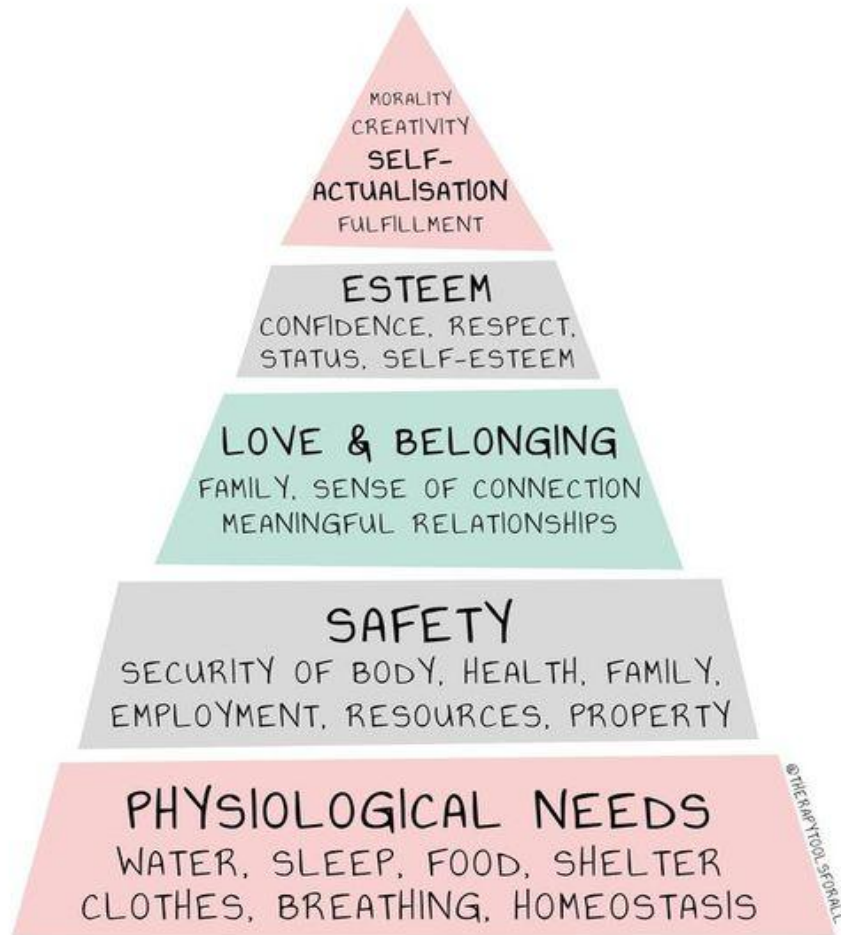 MORALITY
CREATIVITY
SELF-
ACTUALISATION
FULFILLMENT
ESTEEM
CONFIDENCE, RESPECT,
STATUS, SELF-ESTEEM
LOVE & BELONGING
FAMILY, SENSE OF CONNECTION
MEANINGFUL RELATIONSHIPS
SAFETY
SECURITY OF BODY, HEALTH, FAMILY,
EMPLOYMENT, RESOURCES, PROPERTY
PHYSIOLOGICAL NEEDS
WATER, SLEEP, FOOD, SHELTER
CLOTHES, BREATHING, HOMEOSTASIS
@THERAPYTOOLSFORALL